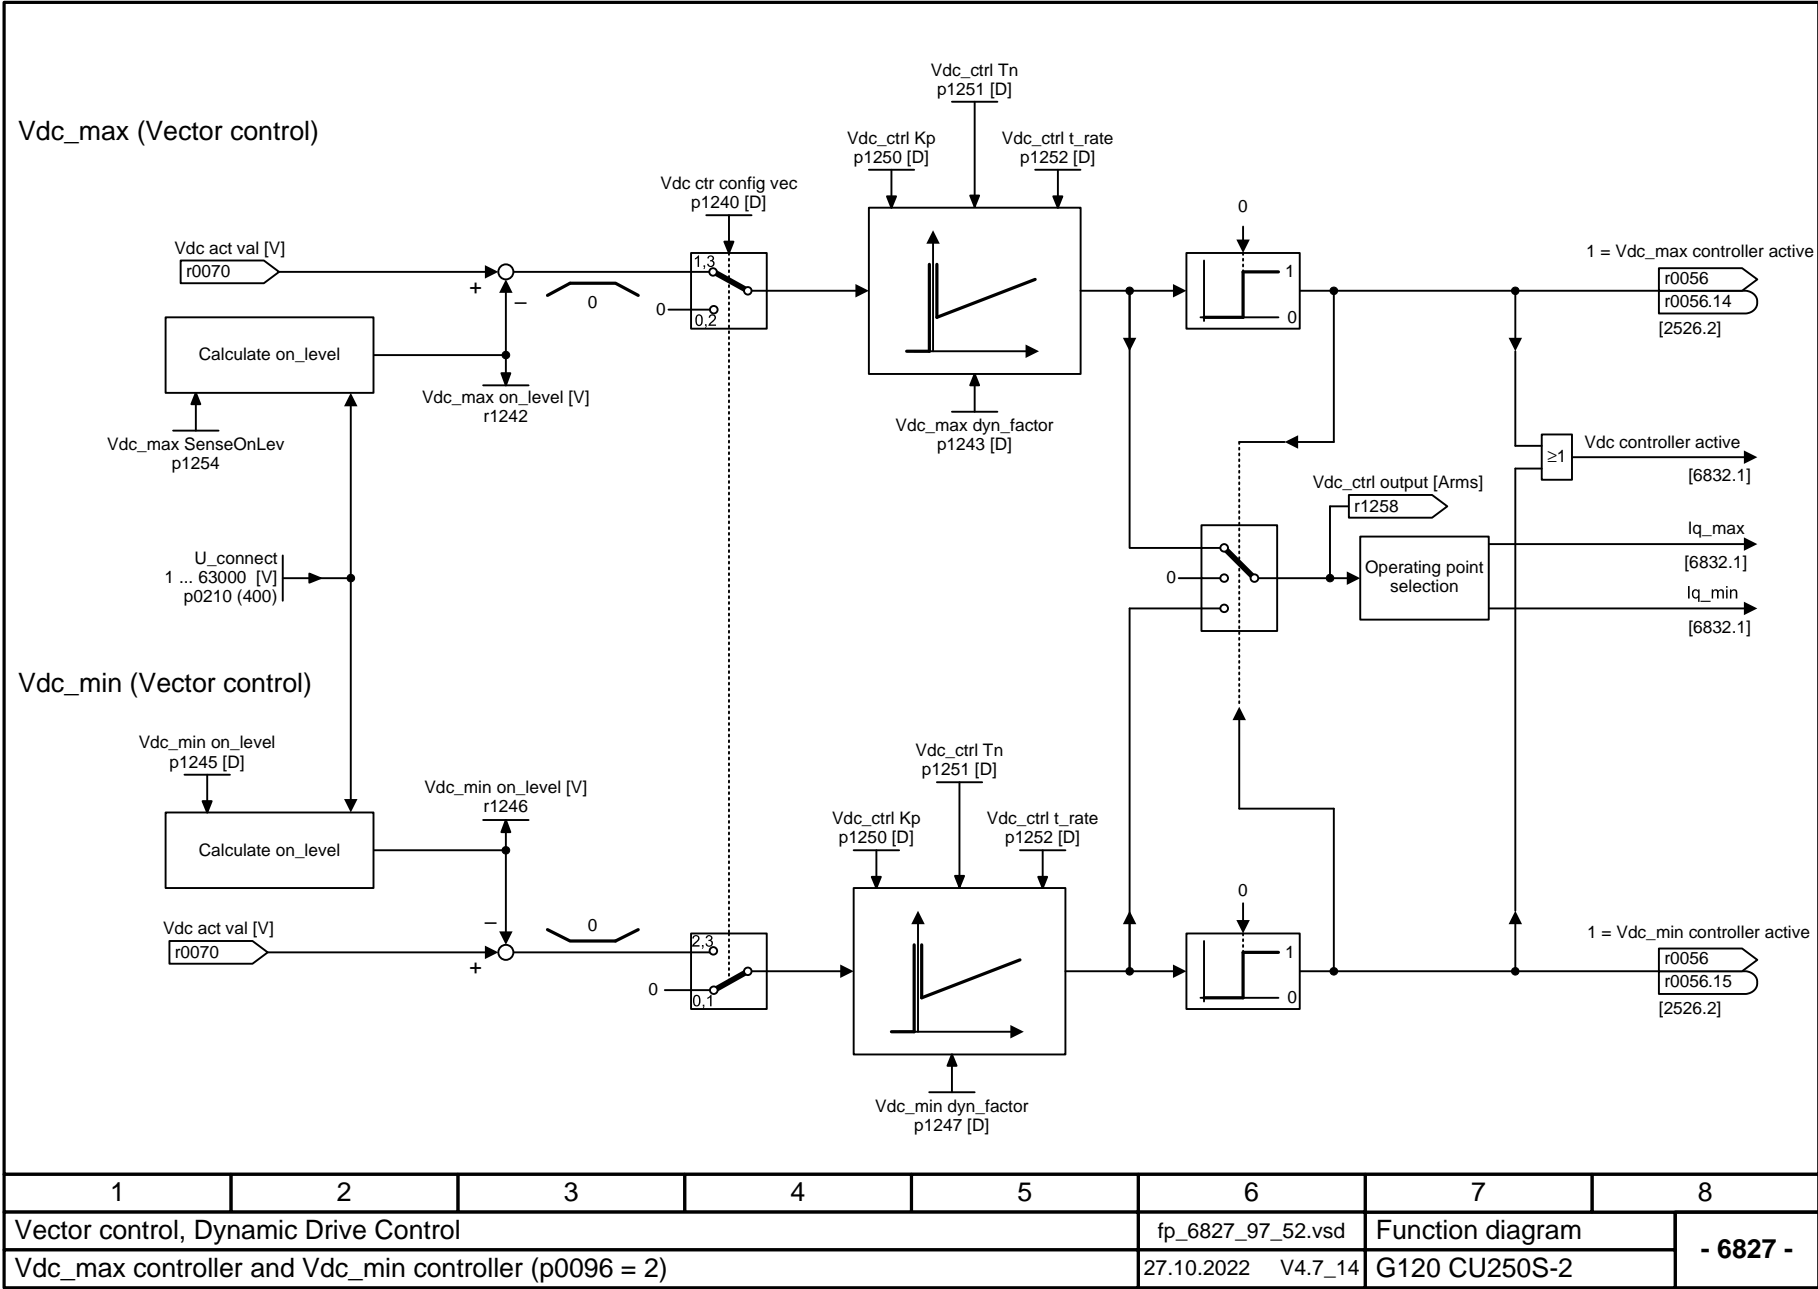 Vdc_max (Vector control)
Vdc_ctrl Tn
p1251 [D]
Vdc_ctrl Kp
p1250 [D]
Vdc_ctrl t_rate
p1252 [D]
Vdc ctr config vec
p1240 [D]
0
Vdc act val [V]
r0070
+
–
0
1,3
0
0,2
1
0
1 = Vdc_max controller active
r0056
r0056.14
[2526.2]
Calculate on_level
Vdc_max on_level [V]
r1242
Vdc_max SenseOnLev
p1254
Vdc_max dyn_factor
p1243 [D]
≥1
Vdc controller active
[6832.1]
Vdc_ctrl output [Arms]
r1258
U_connect
1 ... 63000 [V]
p0210 (400)
0
Operating point
selection
Iq_max
[6832.1]
Iq_min
[6832.1]
Vdc_min (Vector control)
Vdc_min on_level
p1245 [D]
Vdc_min on_level [V]
r1246
Calculate on_level
Vdc_ctrl Tn
p1251 [D]
Vdc_ctrl Kp
p1250 [D]
Vdc_ctrl t_rate
p1252 [D]
0
Vdc act val [V]
r0070
–
+
0
2,3
0
0,1
1
0
1 = Vdc_min controller active
r0056
r0056.15
[2526.2]
Vdc_min dyn_factor
p1247 [D]
1 2 3 4 5 6 7 8
Vector control, Dynamic Drive Control
fp_6827_97_52.vsd
Function diagram
- 6827 -
Vdc_max controller and Vdc_min controller (p0096 = 2)
27.10.2022 V4.7_14
G120 CU250S-2